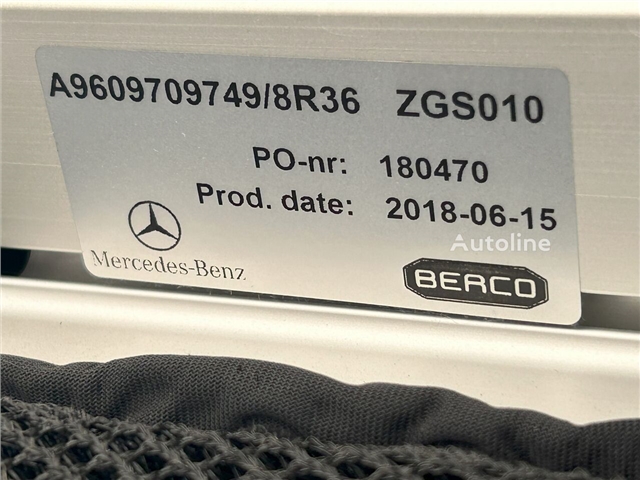 A9609709749/8R36 ZGS010
PO-nr: 180470
Prod. date: 2018-06-15
Autoline
Mercedes-Benz
BERCO